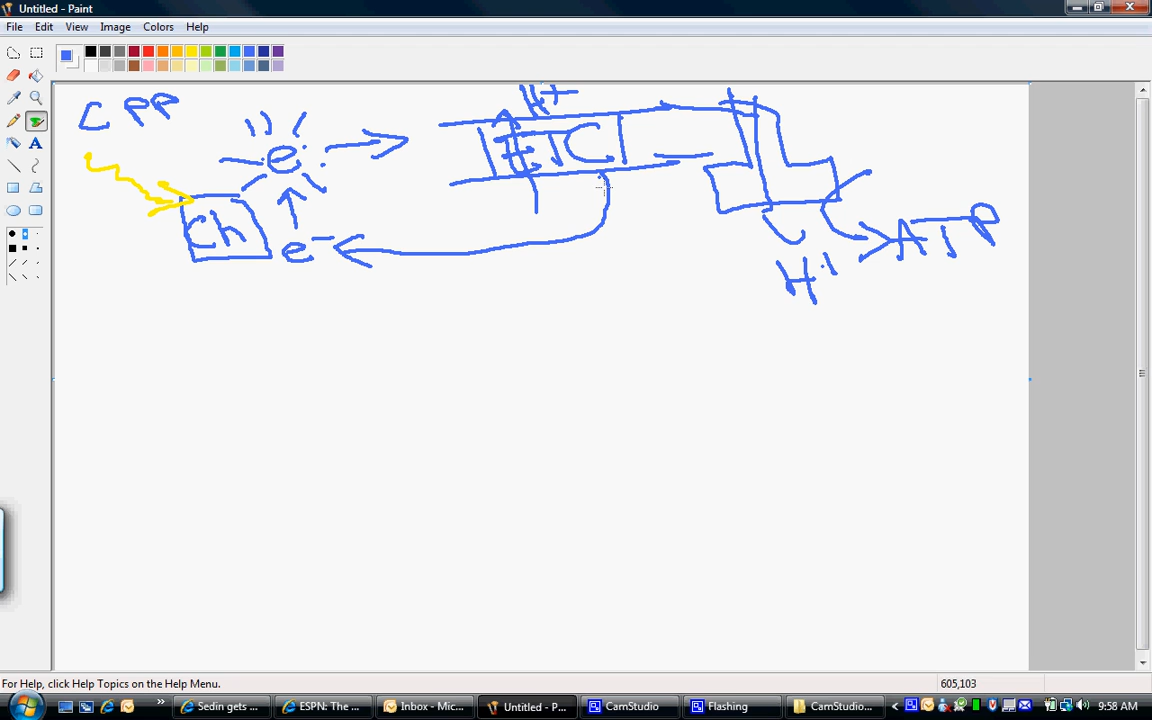 Untitled - Paint
File Edit View Image Colors Help
CPP
H+
e
ETC
Ch
e-
ATP
H+
For Help, click Help Topics on the Help Menu.
605,103
Sedin gets ...
ESPN: The ...
Inbox - Mic...
Untitled - P...
CamStudio
Flashing
CamStudio...
9:58 AM